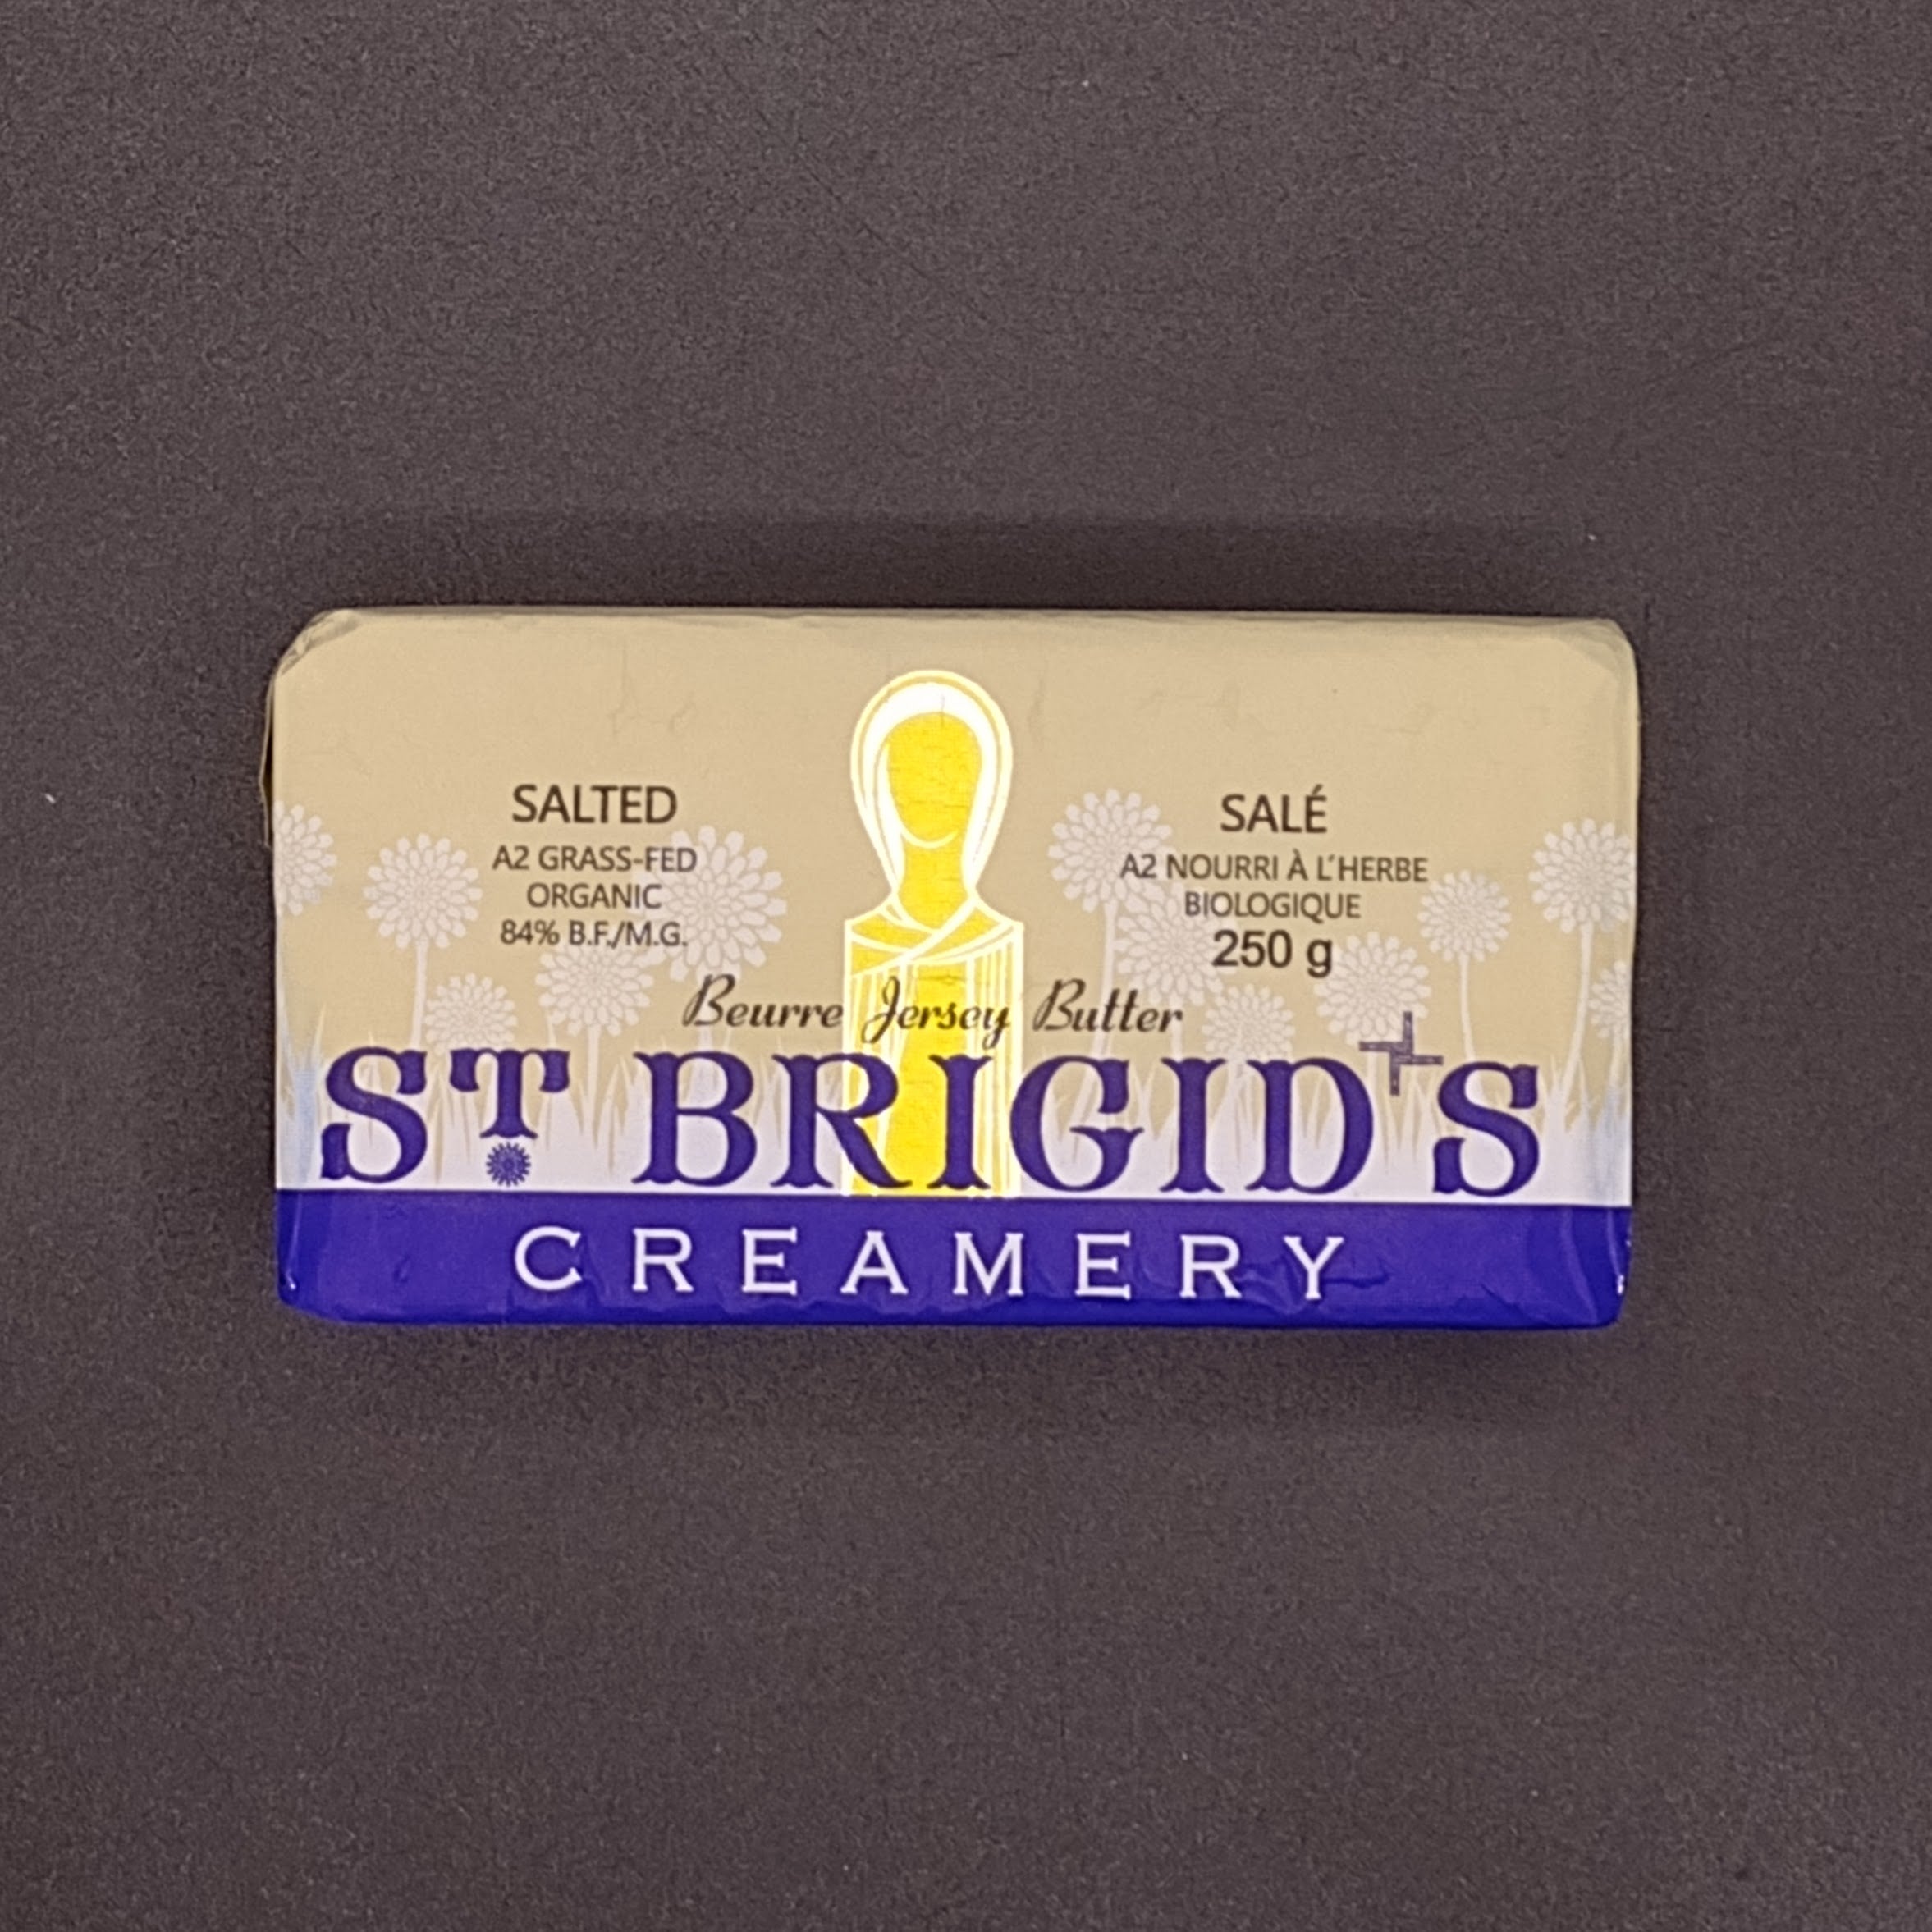 SALTED
A2 GRASS-FED
ORGANIC
84% B.F./M.G.
SALÉ
A2 NOURRI À L'HERBE
BIOLOGIQUE
250 g
Beurre Jersey Butter
ST. BRIGID'S
CREAMERY